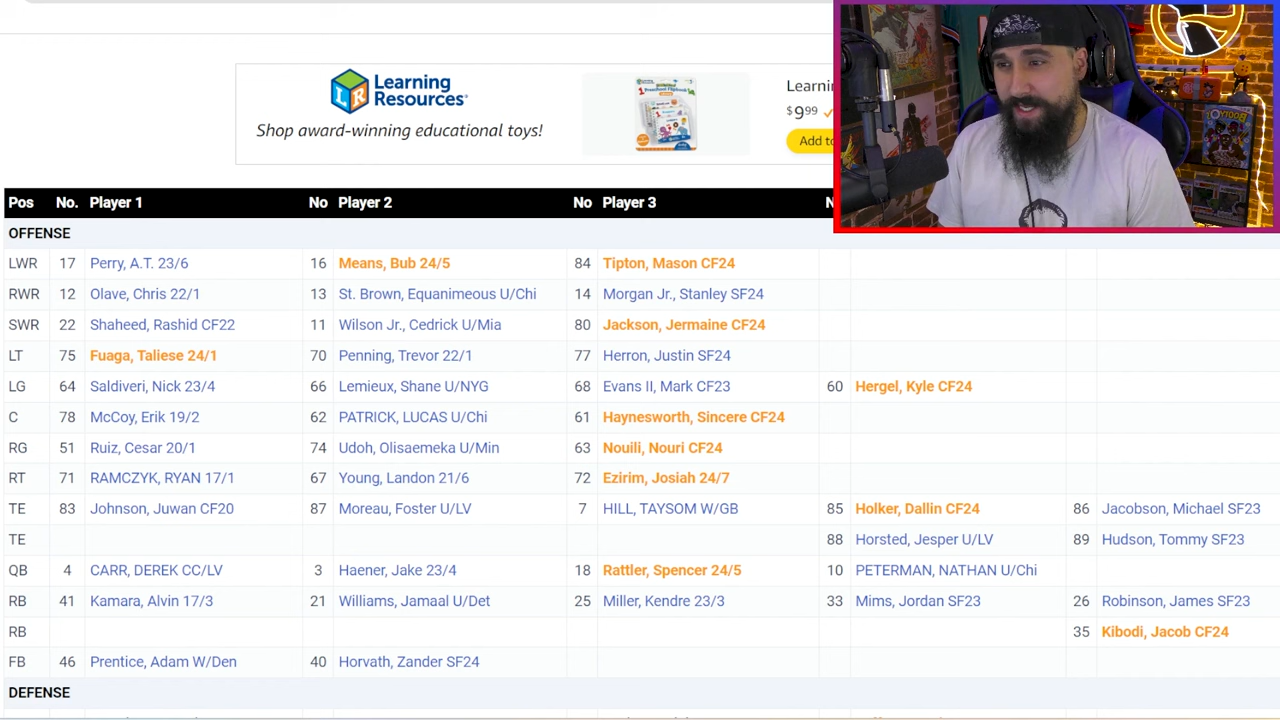 Learning
Resources
Shop award-winning educational toys!
$9.99
Pos No. Player 1 No Player 2 No Player 3
OFFENSE
LWR 17 Perry, A.T. 23/6 16 Means, Bub 24/5 84 Tipton, Mason CF24
RWR 12 Olave, Chris 22/1 13 St. Brown, Equanimeous U/Chi 14 Morgan Jr., Stanley SF24
SWR 22 Shaheed, Rashid CF22 11 Wilson Jr., Cedrick U/Mia 80 Jackson, Jermaine CF24
LT 75 Fuaga, Taliese 24/1 70 Penning, Trevor 22/1 77 Herron, Justin SF24
LG 64 Saldiveri, Nick 23/4 66 Lemieux, Shane U/NYG 68 Evans II, Mark CF23 60 Hergel, Kyle CF24
C 78 McCoy, Erik 19/2 62 PATRICK, LUCAS U/Chi 61 Haynesworth, Sincere CF24
RG 51 Ruiz, Cesar 20/1 74 Udoh, Olisaemeka U/Min 63 Nouili, Nouri CF24
RT 71 RAMCZYK, RYAN 17/1 67 Young, Landon 21/6 72 Ezirim, Josiah 24/7
TE 83 Johnson, Juwan CF20 87 Moreau, Foster U/LV 7 HILL, TAYSOM W/GB 85 Holker, Dallin CF24 86 Jacobson, Michael SF23
TE 88 Horsted, Jesper U/LV 89 Hudson, Tommy SF23
QB 4 CARR, DEREK CC/LV 3 Haener, Jake 23/4 18 Rattler, Spencer 24/5 10 PETERMAN, NATHAN U/Chi
RB 41 Kamara, Alvin 17/3 21 Williams, Jamaal U/Det 25 Miller, Kendre 23/3 33 Mims, Jordan SF23 26 Robinson, James SF23
RB 35 Kibodi, Jacob CF24
FB 46 Prentice, Adam W/Den 40 Horvath, Zander SF24
DEFENSE